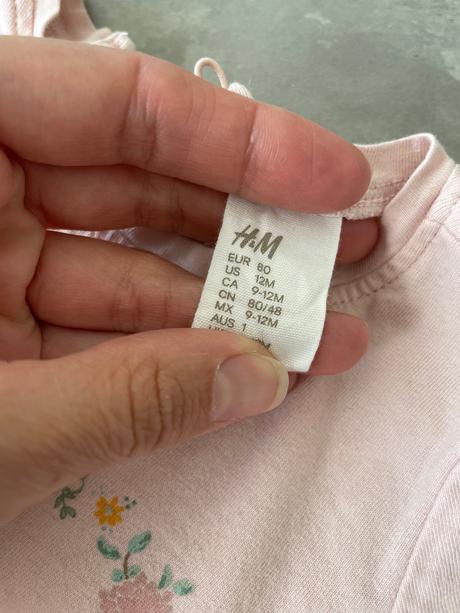 H&M
EUR 80
US 12M
CA 9-12M
CN 80/48
MX 9-12M
AUS 1